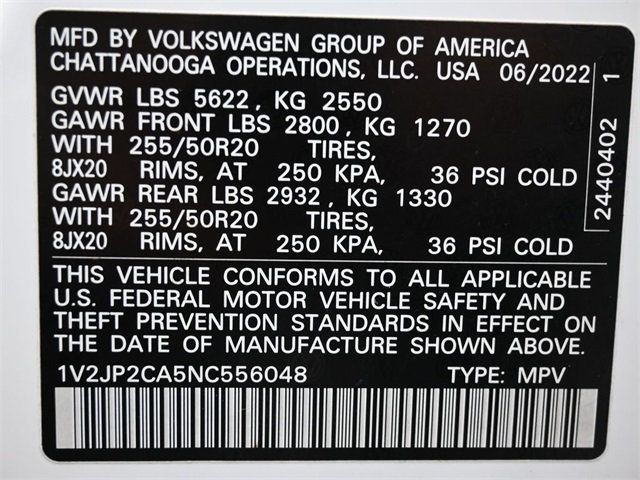 MFD BY VOLKSWAGEN GROUP OF AMERICA
CHATTANOOGA OPERATIONS, LLC. USA 06/2022
GVWR LBS 5622, KG 2550
GAWR FRONT LBS 2800, KG 1270
WITH 255/50R20 TIRES,
8JX20 RIMS, AT 250 KPA, 36 PSI COLD
GAWR REAR LBS 2932, KG 1330
WITH 255/50R20 TIRES,
8JX20 RIMS, AT 250 KPA, 36 PSI COLD
THIS VEHICLE CONFORMS TO ALL APPLICABLE
U.S. FEDERAL MOTOR VEHICLE SAFETY AND
THEFT PREVENTION STANDARDS IN EFFECT ON
THE DATE OF MANUFACTURE SHOWN ABOVE.
1V2JP2CA5NC556048 TYPE: MPV
2440402 1